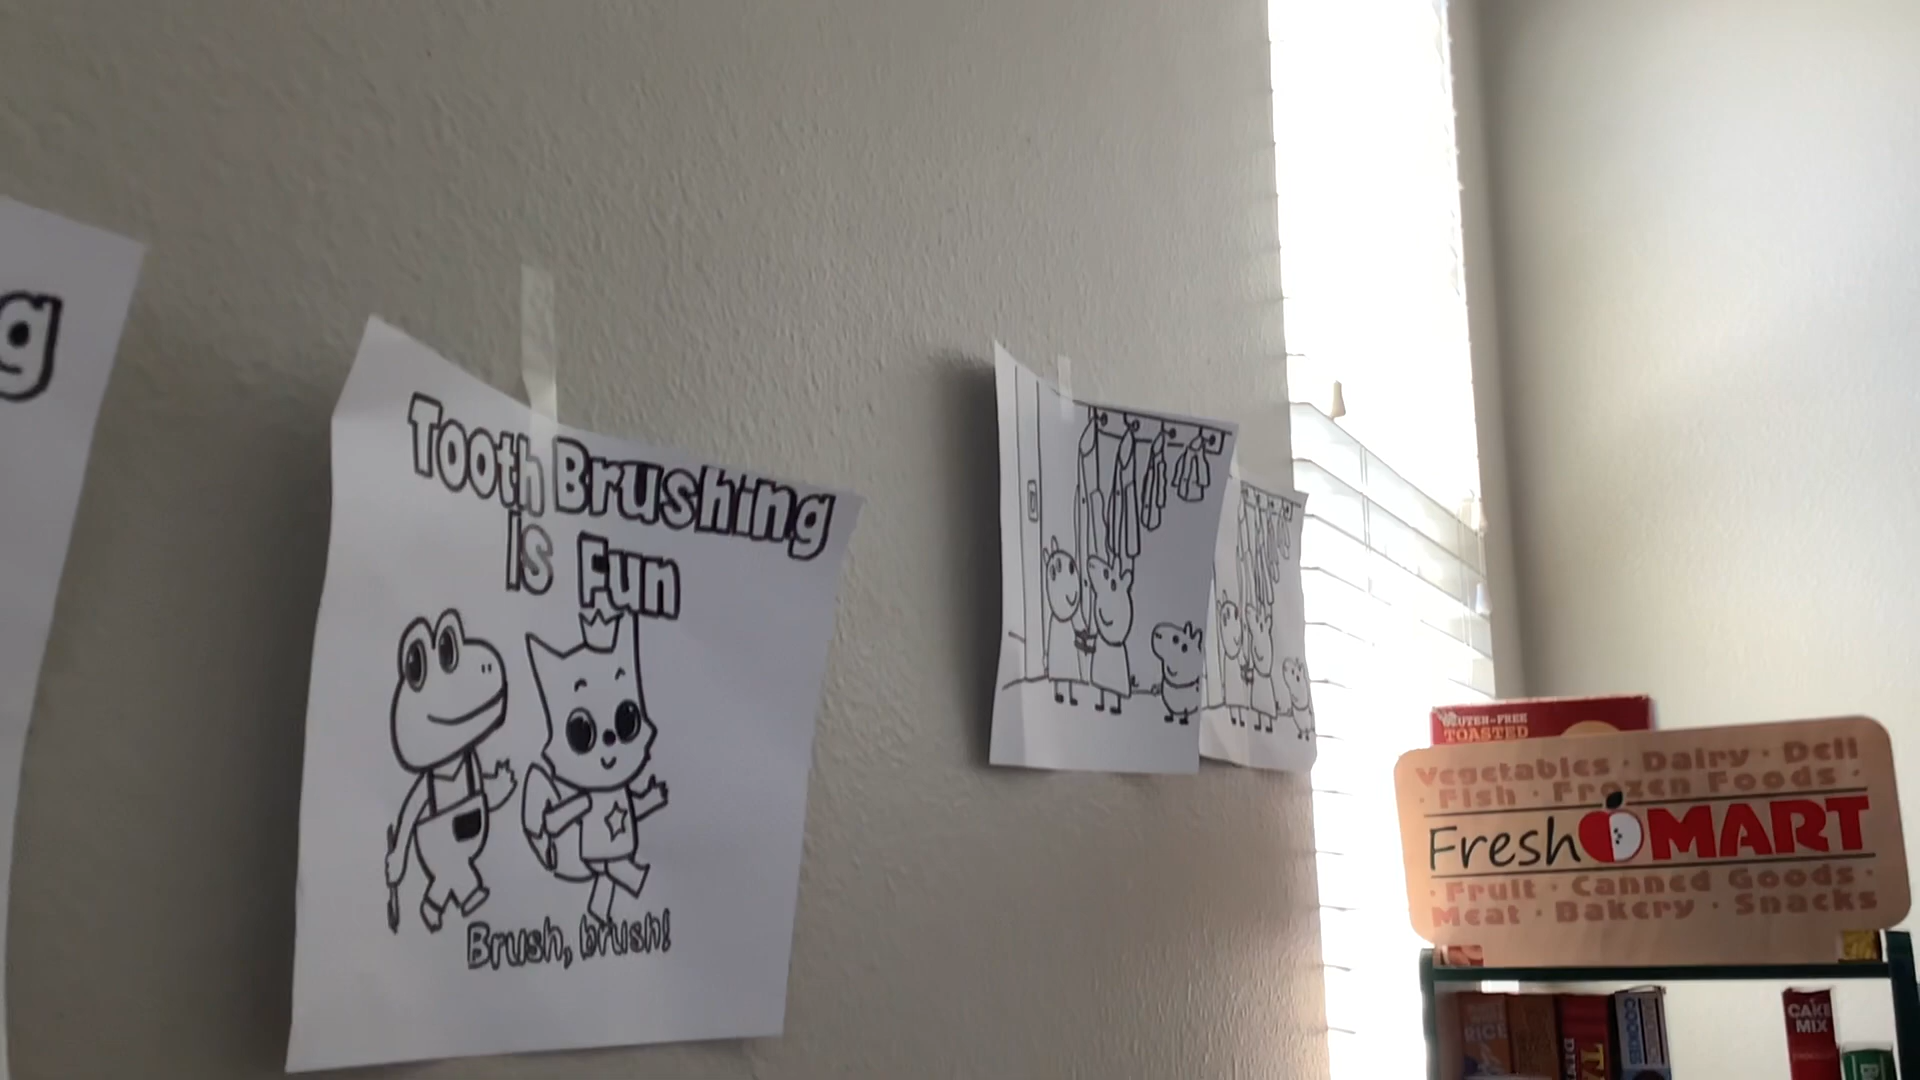 g
Tooth Brushing
Is Fun
Brush, brush!
GLUTEN-FREE
TOASTED
Vegetables · Dairy · Deli
· Fish · Frozen Foods ·
Fresh MART
· Fruit · Canned Goods ·
Meat · Bakery · Snacks
RICE
COOKIES
CAKE
MIX